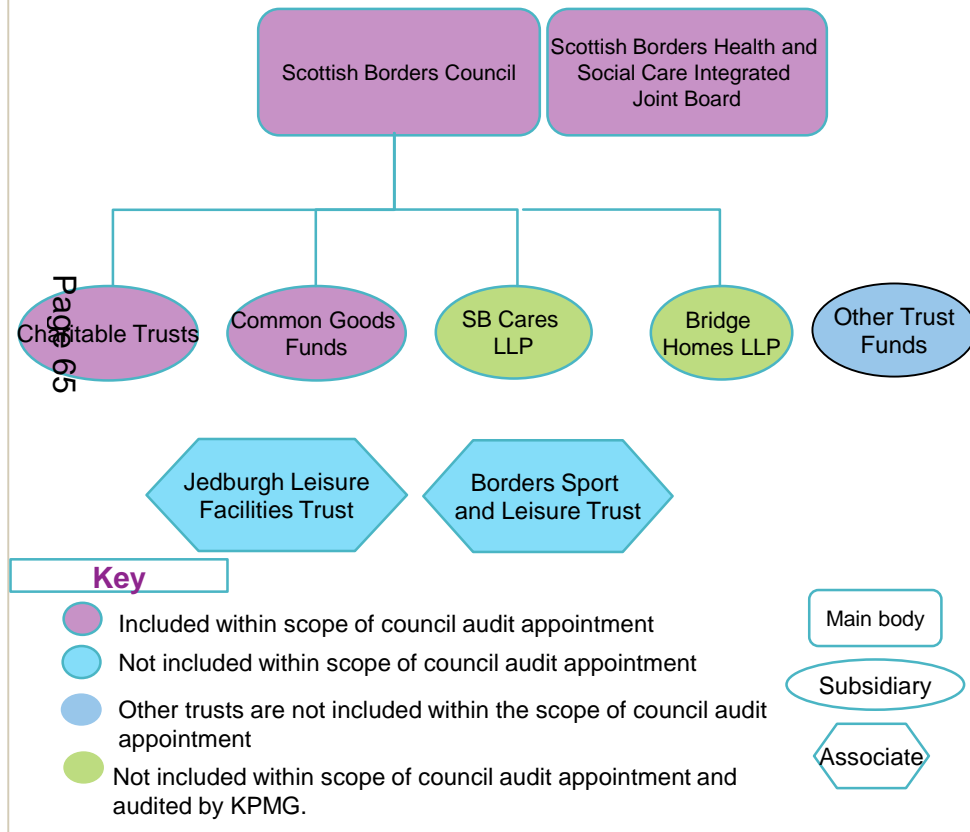 Scottish Borders Council
Scottish Borders Health and
Social Care Integrated
Joint Board
Page 65
Charitable Trusts
Common Goods
Funds
SB Cares
LLP
Bridge
Homes LLP
Other Trust
Funds
Jedburgh Leisure
Facilities Trust
Borders Sport
and Leisure Trust
Key
Included within scope of council audit appointment
Not included within scope of council audit appointment
Other trusts are not included within the scope of council audit
appointment
Not included within scope of council audit appointment and
audited by KPMG.
Main body
Subsidiary
Associate